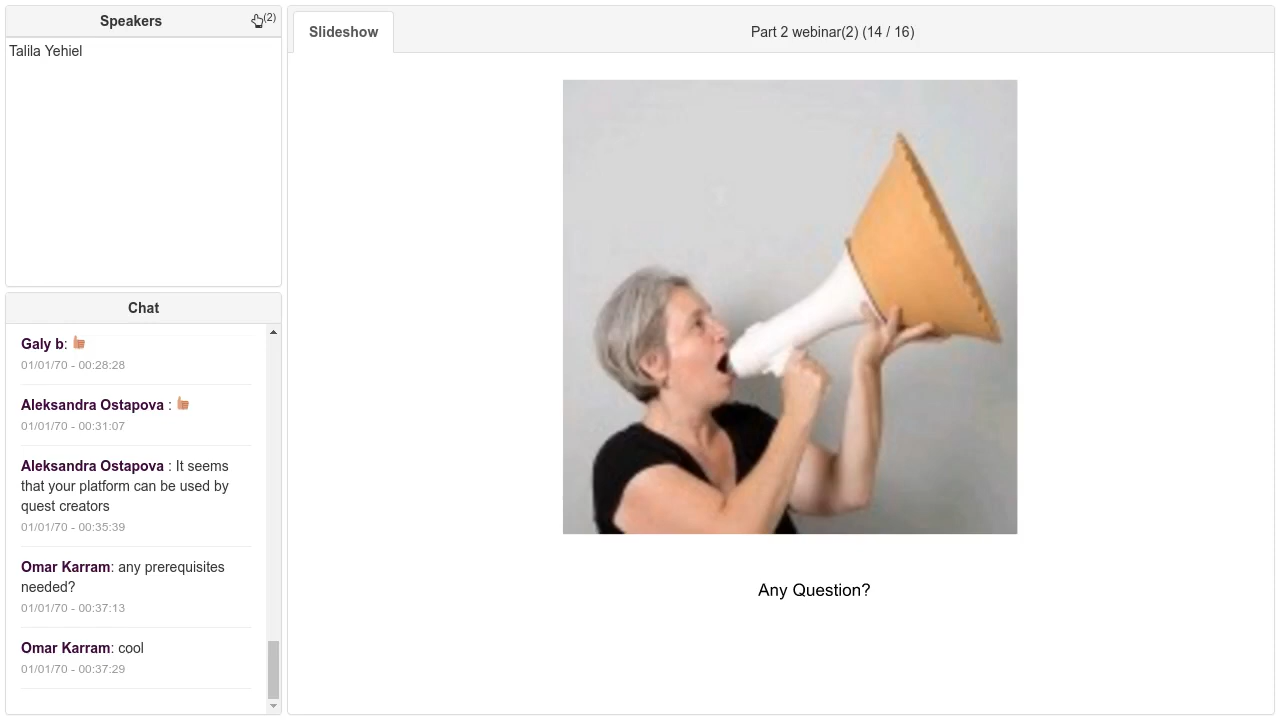 Speakers
(2)
Talila Yehiel
Slideshow
Part 2 webinar(2) (14 / 16)
Chat
Galy b:
01/01/70 - 00:28:28
Aleksandra Ostapova :
01/01/70 - 00:31:07
Aleksandra Ostapova : It seems
that your platform can be used by
quest creators
01/01/70 - 00:35:39
Omar Karram: any prerequisites
needed?
01/01/70 - 00:37:13
Omar Karram: cool
01/01/70 - 00:37:29
Any Question?